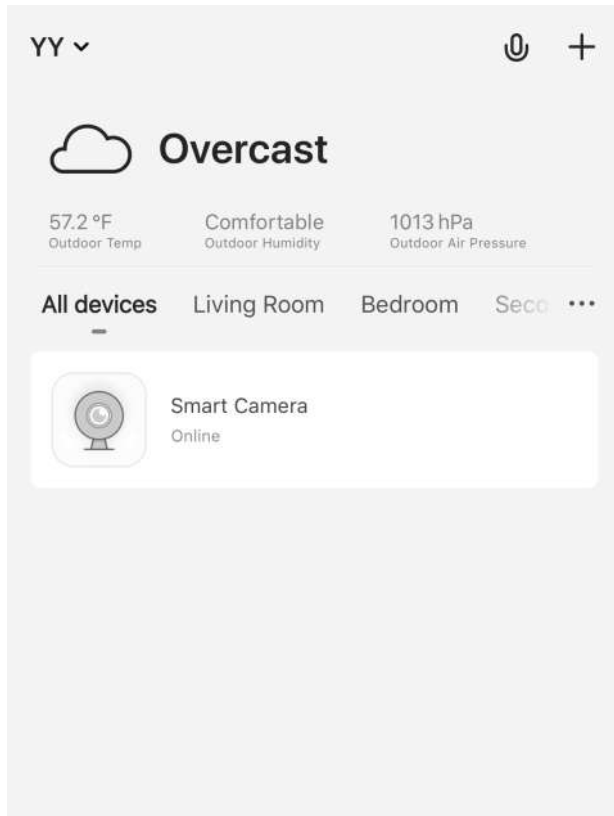 YY
Overcast
57.2 °F Comfortable 1013 hPa
Outdoor Temp Outdoor Humidity Outdoor Air Pressure
All devices Living Room Bedroom Seco ...
Smart Camera
Online